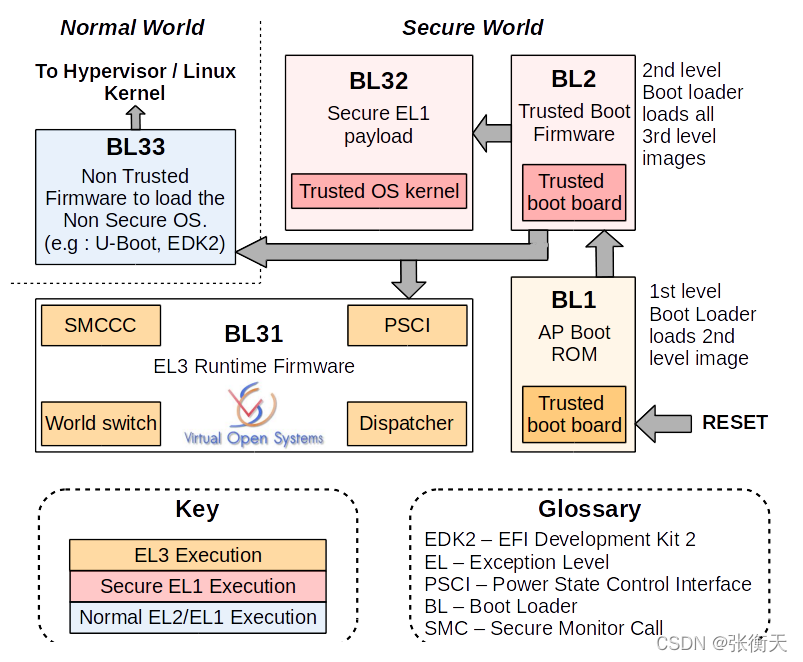 Normal World
Secure World
To Hypervisor / Linux
Kernel
BL33
Non Trusted
Firmware to load the
Non Secure OS.
(e.g : U-Boot, EDK2)
BL32
Secure EL1
payload
Trusted OS kernel
BL2
Trusted Boot
Firmware
Trusted
boot board
2nd level
Boot loader
loads all
3rd level
images
SMCCC
BL31
PSCI
EL3 Runtime Firmware
World switch
Virtual Open Systems
Dispatcher
BL1
AP Boot
ROM
Trusted
boot board
1st level
Boot Loader
loads 2nd
level image
RESET
Key
EL3 Execution
Secure EL1 Execution
Normal EL2/EL1 Execution
Glossary
EDK2 – EFI Development Kit 2
EL – Exception Level
PSCI – Power State Control Interface
BL – Boot Loader
SMC – Secure Monitor Call
CSDN @张衡天